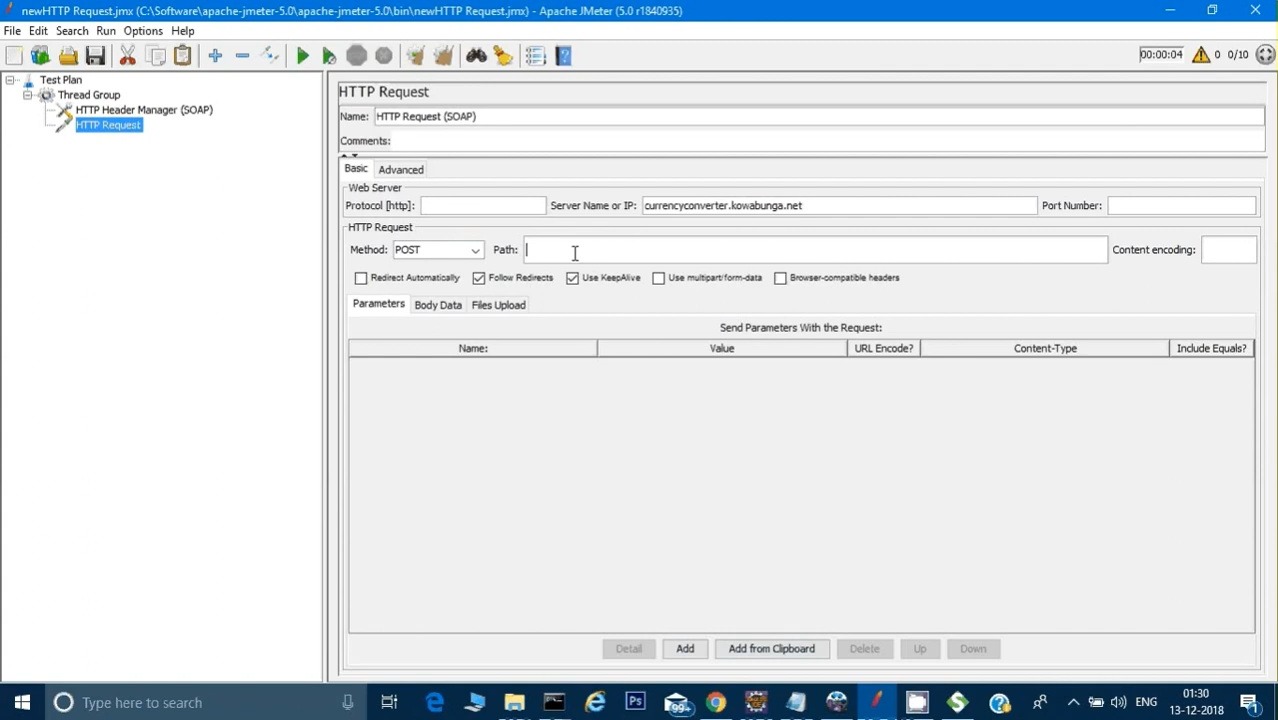 newHTTP Request.jmx (C:\Software\apache-jmeter-5.0\apache-jmeter-5.0\bin\newHTTP Request.jmx) - Apache JMeter (5.0 r1840935)
File Edit Search Run Options Help
00:00:04 0 0/10
Test Plan
Thread Group
HTTP Header Manager (SOAP)
HTTP Request
HTTP Request
Name: HTTP Request (SOAP)
Comments:
Basic Advanced
Web Server
Protocol [http]: Server Name or IP: currencyconverter.kowabunga.net Port Number:
HTTP Request
Method: POST Path: Content encoding:
Redirect Automatically Follow Redirects Use KeepAlive Use multipart/form-data Browser-compatible headers
Parameters Body Data Files Upload
Send Parameters With the Request:
Name: Value URL Encode? Content-Type Include Equals?
Detail Add Add from Clipboard Delete Up Down
Type here to search Ps 99+ ENG 01:30 13-12-2018 1